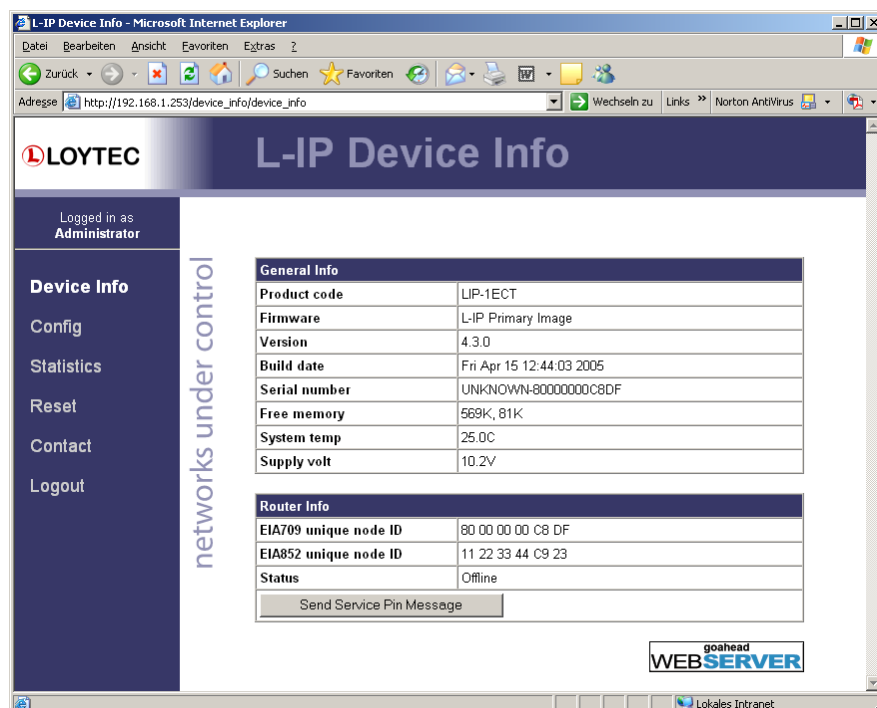 L-IP Device Info - Microsoft Internet Explorer
Datei Bearbeiten Ansicht Favoriten Extras ?
Zurück Suchen Favoriten
Adresse http://192.168.1.253/device_info/device_info Wechseln zu Links » Norton AntiVirus
LOYTEC
L-IP Device Info
Logged in as
Administrator
Device Info
Config
Statistics
Reset
Contact
Logout
networks under control
General Info
Product code LIP-1ECT
Firmware L-IP Primary Image
Version 4.3.0
Build date Fri Apr 15 12:44:03 2005
Serial number UNKNOWN-80000000C8DF
Free memory 569K, 81K
System temp 25.0C
Supply volt 10.2V
Router Info
EIA709 unique node ID 80 00 00 00 C8 DF
EIA852 unique node ID 11 22 33 44 C9 23
Status Offline
Send Service Pin Message
goahead
WEBSERVER
Lokales Intranet